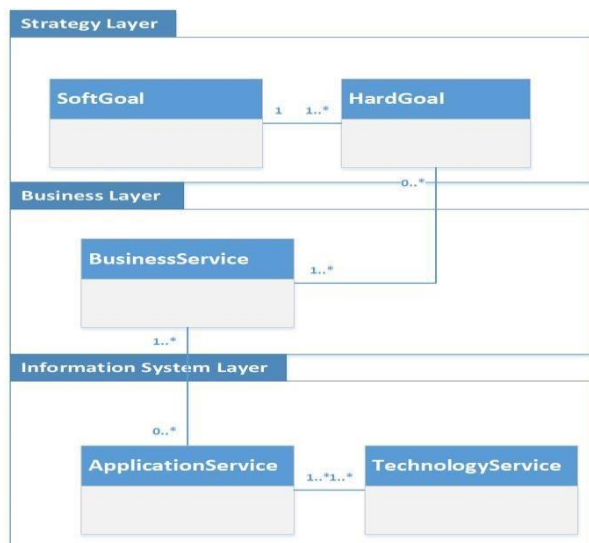 Strategy Layer
SoftGoal
1
1..*
HardGoal
0..*
Business Layer
BusinessService
1..*
1..*
Information System Layer
0..*
ApplicationService
1..*1..*
TechnologyService